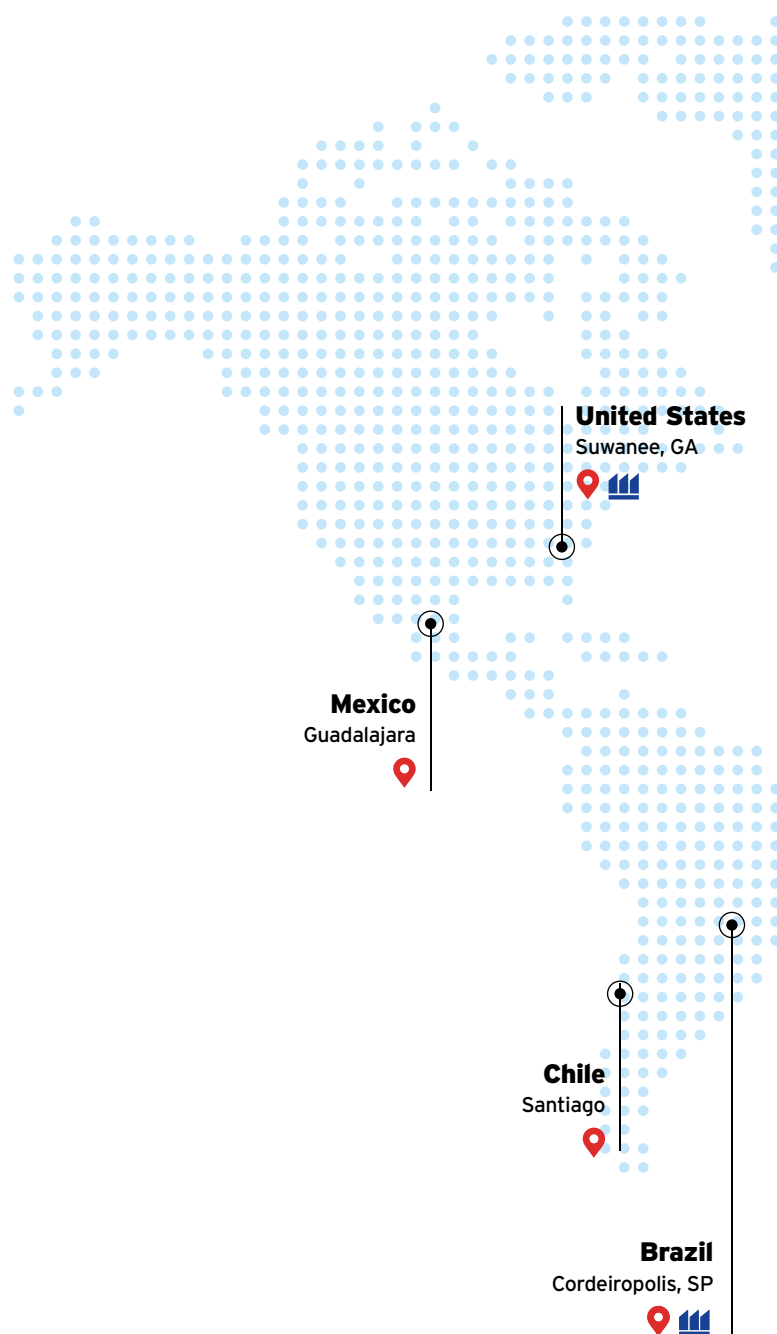 United States
Suwanee, GA
Mexico
Guadalajara
Chile
Santiago
Brazil
Cordeiropolis, SP